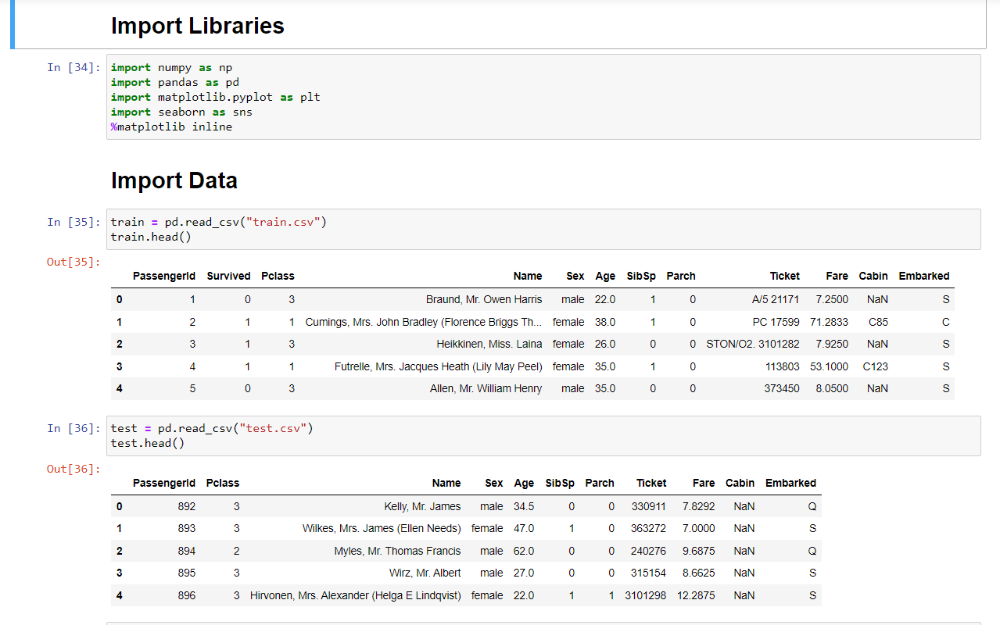 Import Libraries
In [34]: import numpy as np
import pandas as pd
import matplotlib.pyplot as plt
import seaborn as sns
%matplotlib inline
Import Data
In [35]: train = pd.read_csv("train.csv")
train.head()
Out[35]:
PassengerId Survived Pclass Name Sex Age SibSp Parch Ticket Fare Cabin Embarked
0 1 0 3 Braund, Mr. Owen Harris male 22.0 1 0 A/5 21171 7.2500 NaN S
1 2 1 1 Cumings, Mrs. John Bradley (Florence Briggs Th... female 38.0 1 0 PC 17599 71.2833 C85 C
2 3 1 3 Heikkinen, Miss. Laina female 26.0 0 0 STON/O2. 3101282 7.9250 NaN S
3 4 1 1 Futrelle, Mrs. Jacques Heath (Lily May Peel) female 35.0 1 0 113803 53.1000 C123 S
4 5 0 3 Allen, Mr. William Henry male 35.0 0 0 373450 8.0500 NaN S
In [36]: test = pd.read_csv("test.csv")
test.head()
Out[36]:
PassengerId Pclass Name Sex Age SibSp Parch Ticket Fare Cabin Embarked
0 892 3 Kelly, Mr. James male 34.5 0 0 330911 7.8292 NaN Q
1 893 3 Wilkes, Mrs. James (Ellen Needs) female 47.0 1 0 363272 7.0000 NaN S
2 894 2 Myles, Mr. Thomas Francis male 62.0 0 0 240276 9.6875 NaN Q
3 895 3 Wirz, Mr. Albert male 27.0 0 0 315154 8.6625 NaN S
4 896 3 Hirvonen, Mrs. Alexander (Helga E Lindqvist) female 22.0 1 1 3101298 12.2875 NaN S